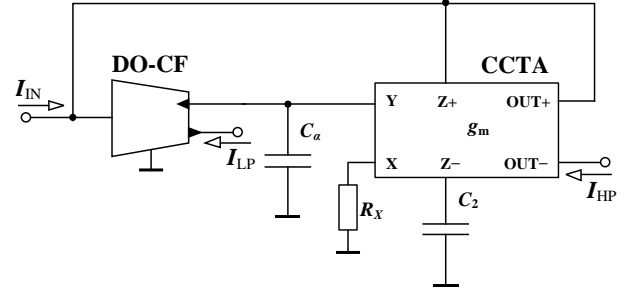 DO-CF
CCTA
I_IN
Y
Z+
OUT+
g_m
C_α
I_LP
X
Z−
OUT−
R_X
C_2
I_HP